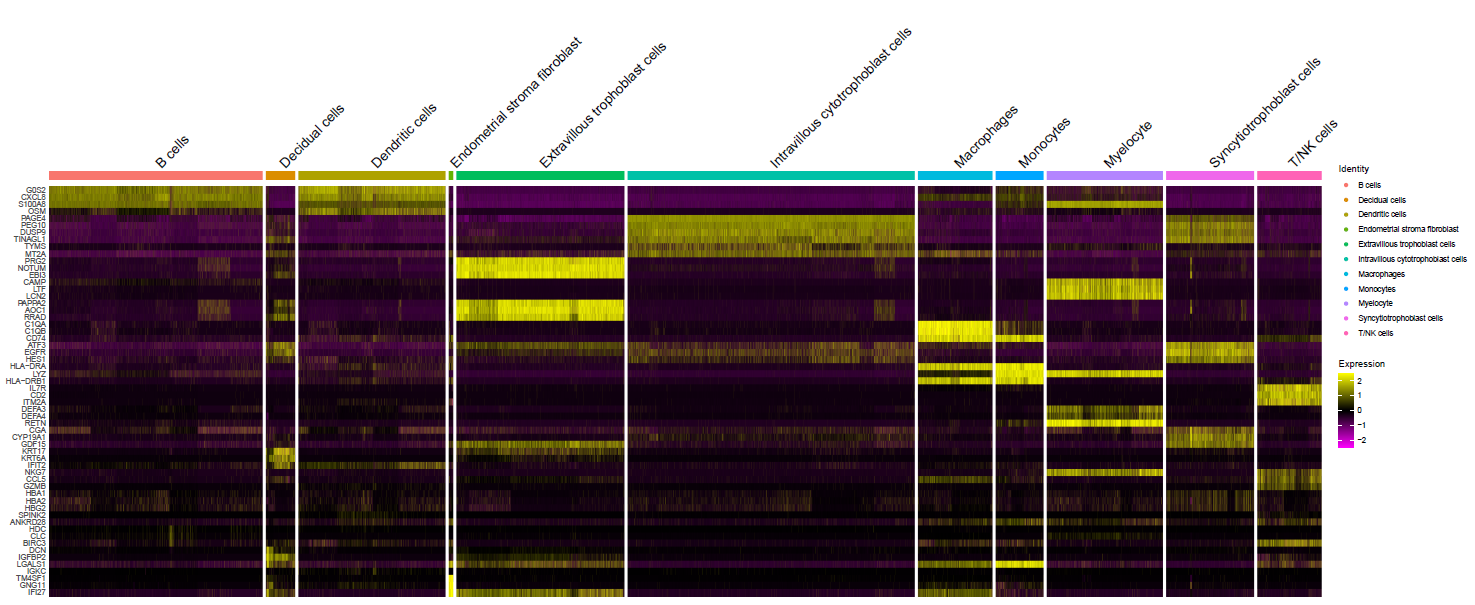 B cells
Decidual cells
Dendritic cells
Endometrial stroma fibroblast
Extravillous trophoblast cells
Intravillous cytotrophoblast cells
Macrophages
Monocytes
Myelocyte
Syncytiotrophoblast cells
T/NK cells
G0S2
CXCL8
S100A8
OSM
PAGE4
PEG10
DUSP9
TINAGL1
TYMS
MT2A
PRG2
NOTUM
EBI3
CAMP
LTF
LCN2
PAPPA2
AOC1
RRAD
C1QA
C1QB
CD74
ATF3
EGFR
HES1
HLA-DRA
LYZ
HLA-DRB1
IL7R
CD2
ITM2A
DEFA3
DEFA4
RETN
CGA
CYP19A1
GDF15
KRT17
KRT6A
IFIT2
NKG7
CCL5
GZMB
HBA1
HBA2
HBG2
SPINK2
ANKRD28
HDC
CLC
BIRC3
DCN
IGFBP2
LGALS1
IGKC
TM4SF1
GNG11
IFI27
Identity
B cells
Decidual cells
Dendritic cells
Endometrial stroma fibroblast
Extravillous trophoblast cells
Intravillous cytotrophoblast cells
Macrophages
Monocytes
Myelocyte
Syncytiotrophoblast cells
T/NK cells
Expression
2
1
0
-1
-2